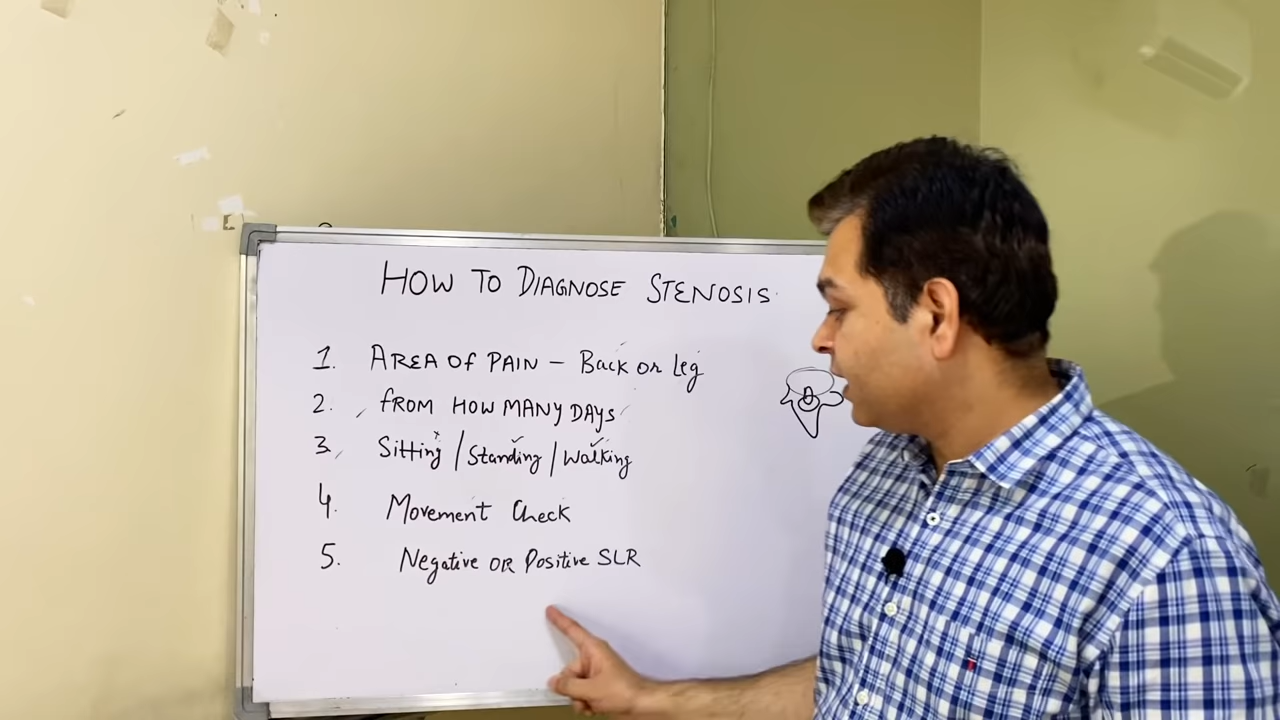 HOW TO DIAGNOSE STENOSIS
1. AREA OF PAIN - Back or Leg
2. FROM HOW MANY DAYS
3. Sitting / Standing / Walking
4. Movement Check
5. Negative OR Positive SLR